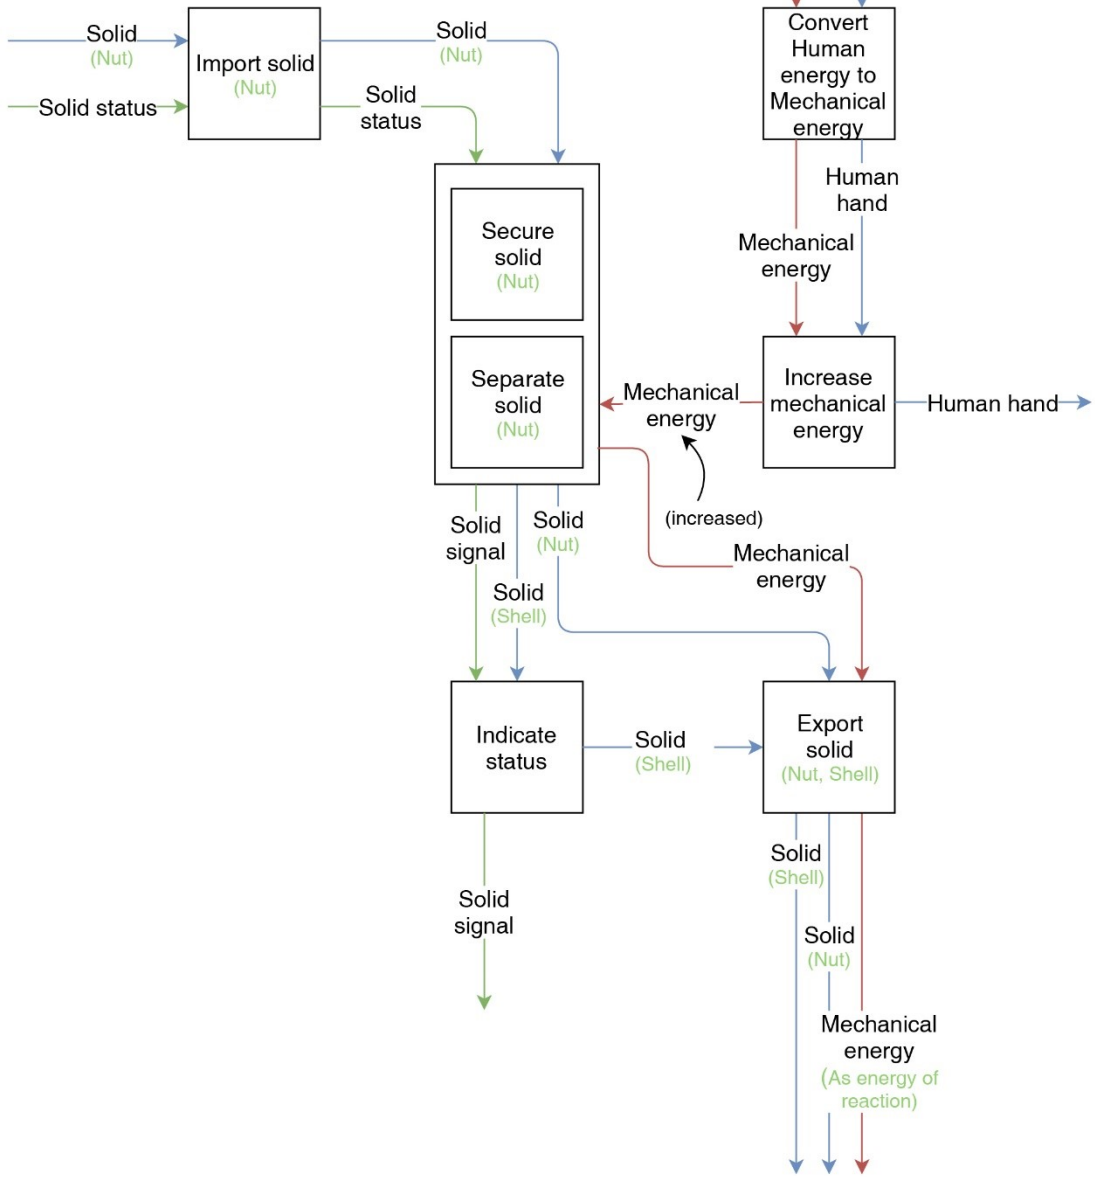 Solid
(Nut)
Solid status
Import solid
(Nut)
Solid
(Nut)
Solid
status
Convert
Human
energy to
Mechanical
energy
Human
hand
Mechanical
energy
Secure
solid
(Nut)
Separate
solid
(Nut)
Mechanical
energy
(increased)
Increase
mechanical
energy
Human hand
Solid
signal
Solid
(Shell)
Solid
(Nut)
Mechanical
energy
Indicate
status
Solid
(Shell)
Export
solid
(Nut, Shell)
Solid
signal
Solid
(Shell)
Solid
(Nut)
Mechanical
energy
(As energy of
reaction)